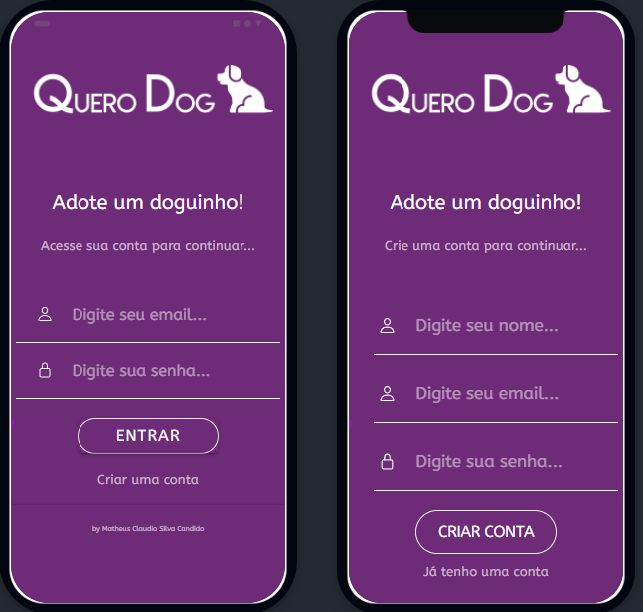 QUERO DOG
Adote um doguinho!
Acesse sua conta para continuar...
Digite seu email...
Digite sua senha...
ENTRAR
Criar uma conta
by Matheus Claudio Silva Candido
QUERO DOG
Adote um doguinho!
Crie uma conta para continuar...
Digite seu nome...
Digite seu email...
Digite sua senha...
CRIAR CONTA
Já tenho uma conta